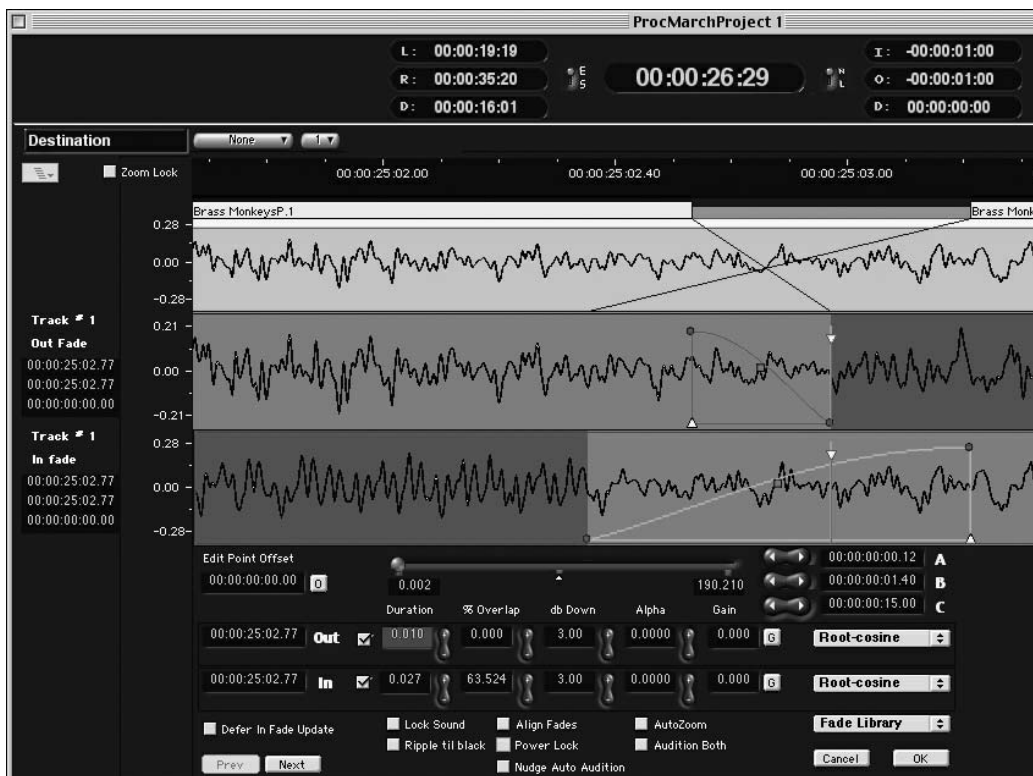 ProcMarchProject 1
L: 00:00:19:19
R: 00:00:35:20
D: 00:00:16:01
E
S
00:00:26:29
N
L
I: -00:00:01:00
O: -00:00:01:00
D: 00:00:00:00
Destination
None
1
Zoom Lock
00:00:25:02.00 00:00:25:02.40 00:00:25:03.00
Brass MonkeysP.1 Brass Monk
0.28
0.00
-0.28
Track # 1
Out Fade
00:00:25:02.77
00:00:25:02.77
00:00:00:00.00
0.21
0.00
-0.21
Track # 1
In fade
00:00:25:02.77
00:00:25:02.77
00:00:00:00.00
0.28
0.00
-0.28
Edit Point Offset
00:00:00:00.00 0
0.002 190.210
00:00:00:00.12 A
00:00:00:01.40 B
00:00:00:15.00 C
Duration % Overlap db Down Alpha Gain
00:00:25:02.77 Out 0.010 0.000 3.00 0.0000 0.000 G Root-cosine
00:00:25:02.77 In 0.027 63.524 3.00 0.0000 0.000 G Root-cosine
Defer In Fade Update
Lock Sound Align Fades AutoZoom
Ripple til black Power Lock Audition Both
Nudge Auto Audition
Fade Library
Prev Next
Cancel OK